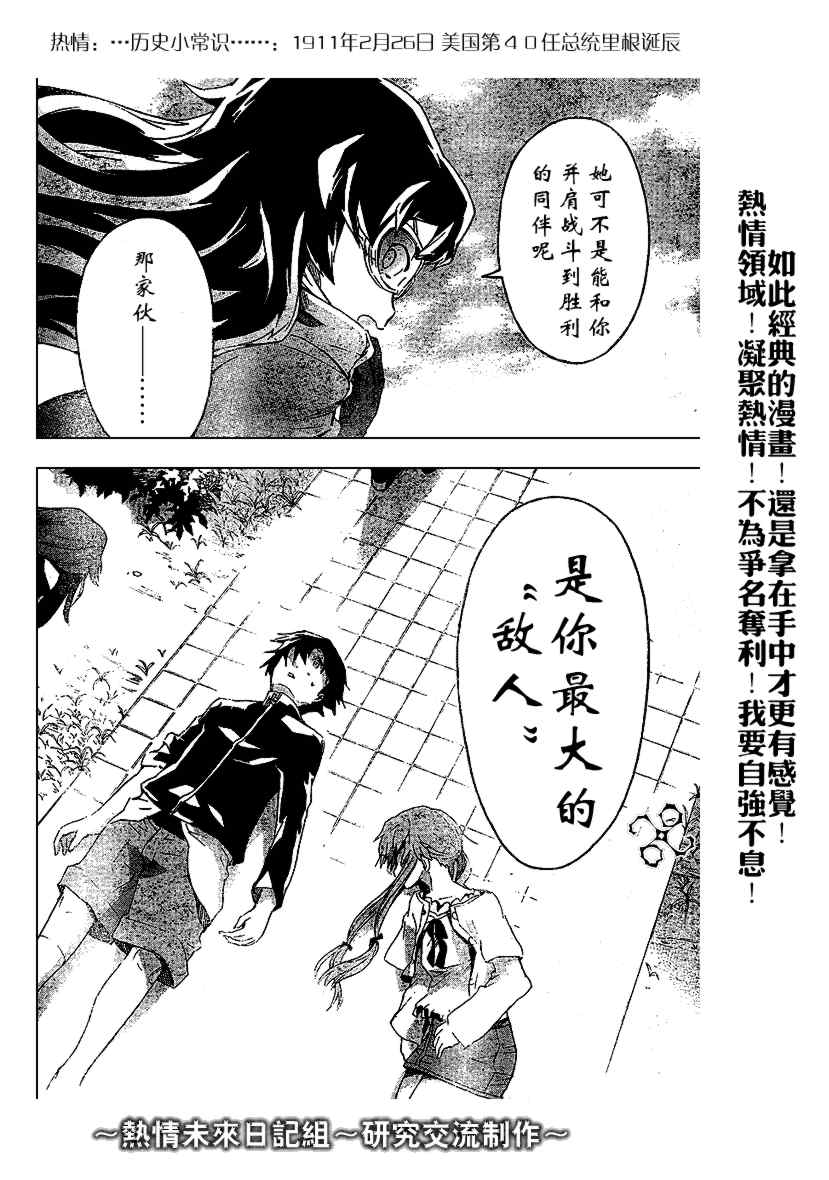 热情：…历史小常识……；1911年2月26日 美国第４０任总统里根诞辰
她可不是能和你
并肩战斗到胜利
的同伴呢
那家伙——……
是你最大的
“敌人”
如此經典的漫畫！還是拿在手中才更有感覺！
熱情領域！凝聚熱情！不為爭名奪利！我要自強不息！
～熱情未來日記組～研究交流制作～